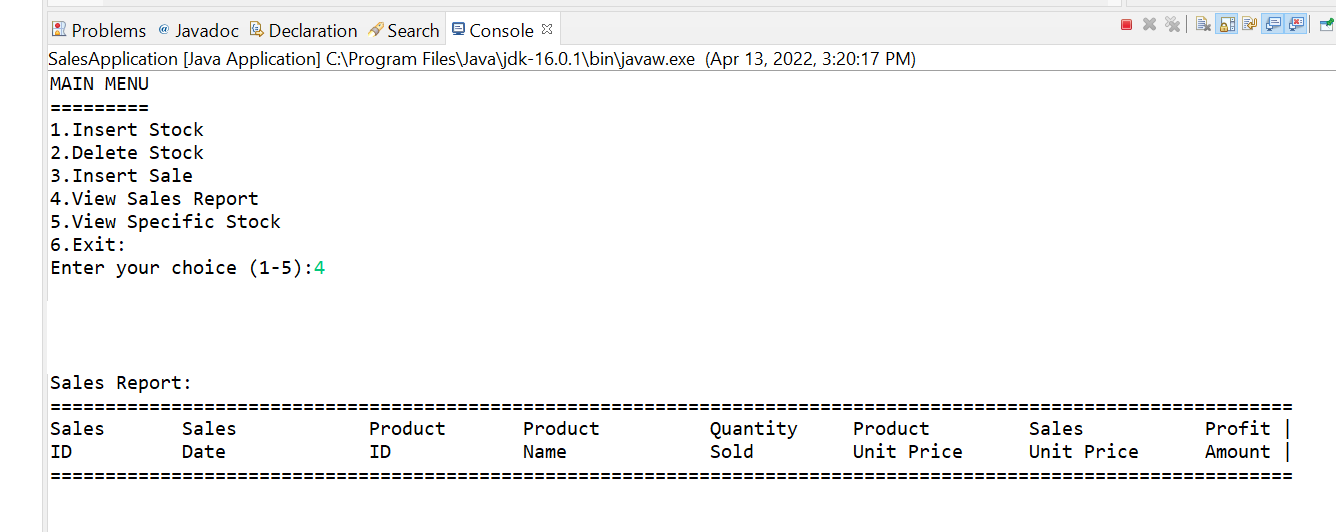 Problems @ Javadoc Declaration Search Console
SalesApplication [Java Application] C:\Program Files\Java\jdk-16.0.1\bin\javaw.exe (Apr 13, 2022, 3:20:17 PM)
MAIN MENU
=========
1.Insert Stock
2.Delete Stock
3.Insert Sale
4.View Sales Report
5.View Specific Stock
6.Exit:
Enter your choice (1-5):4
Sales Report:
=================================================================================================================
Sales Sales Product Product Quantity Product Sales Profit |
ID Date ID Name Sold Unit Price Unit Price Amount |
=================================================================================================================